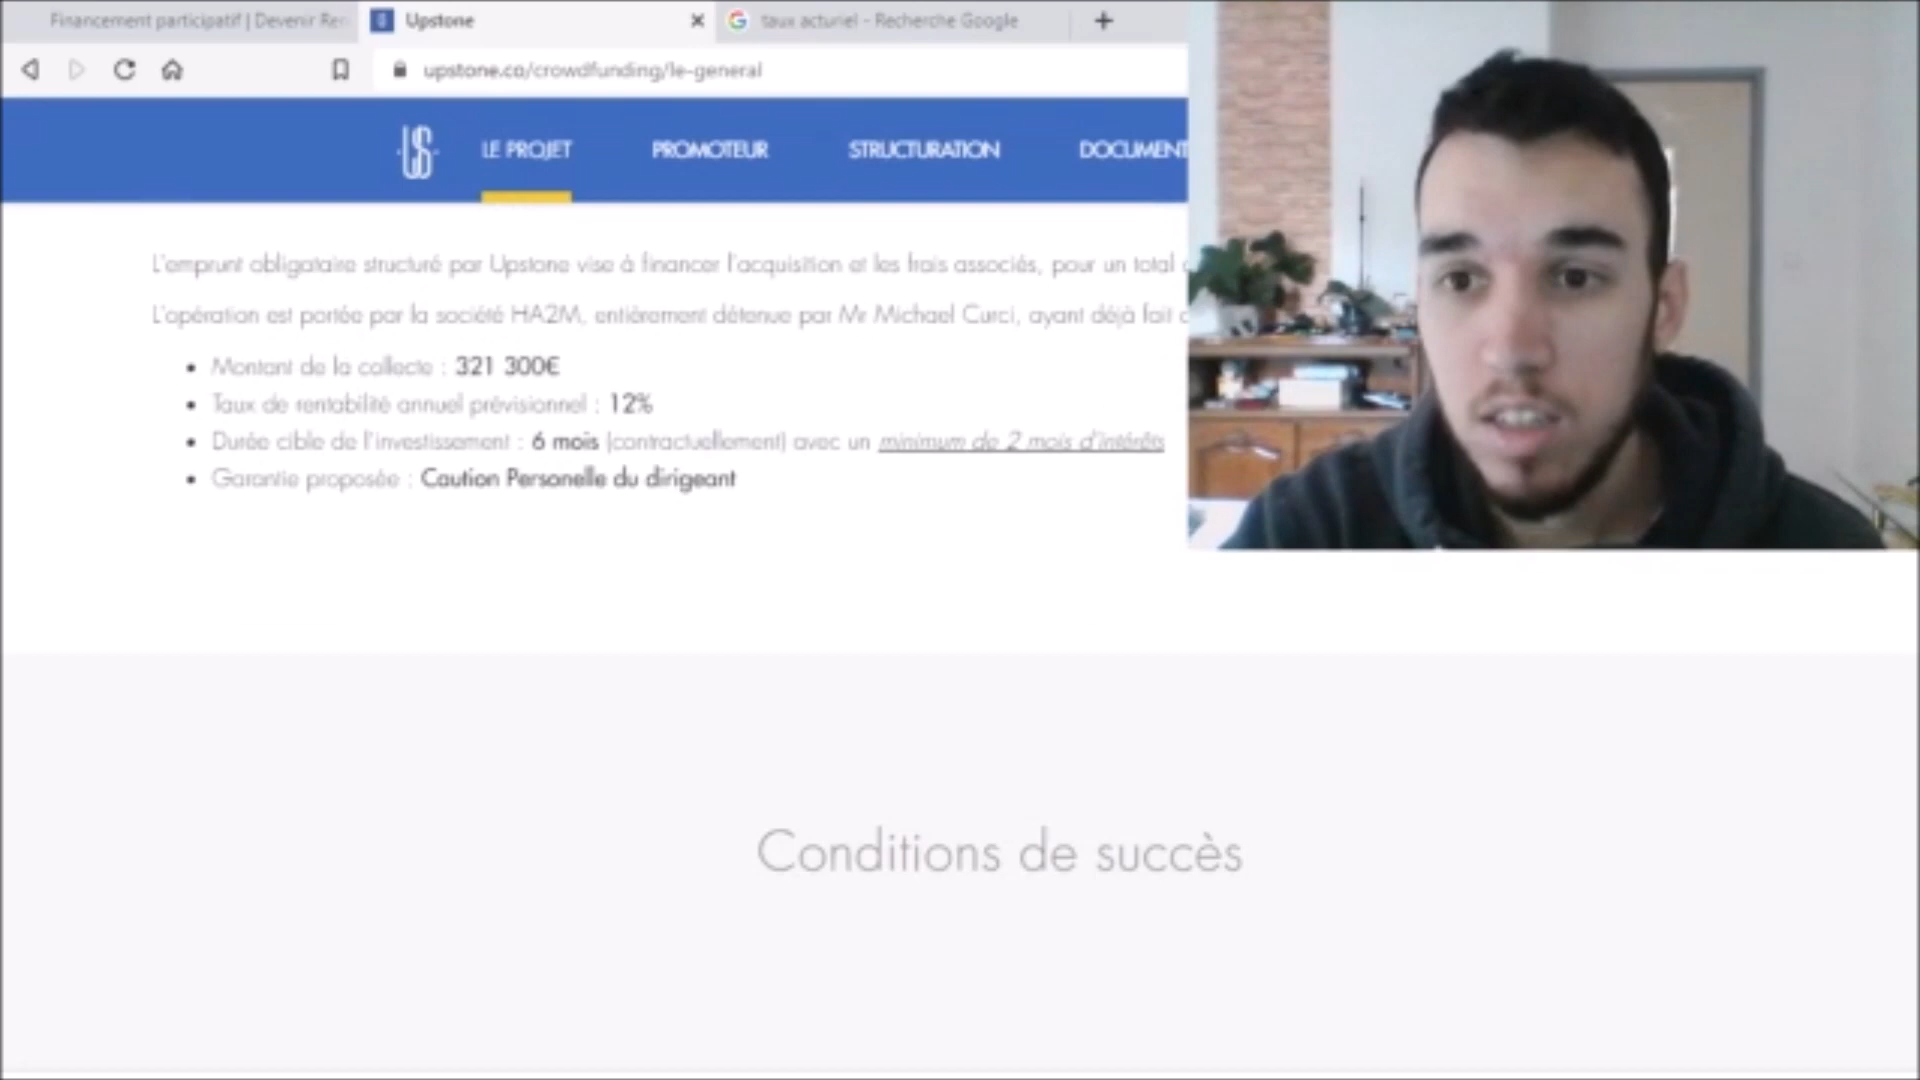 Financement participatif | Devenir Ren
Upstone
taux acturiel - Recherche Google
upstone.co/crowdfunding/le-general
US
LE PROJET
PROMOTEUR
STRUCTURATION
DOCUMENT
L'emprunt obligataire structuré par Upstone vise à financer l'acquisition et les frais associés, pour un total
L'opération est portée par la société HA2M, entièrement détenue par Mr Michael Curci, ayant déjà fait
• Montant de la collecte : 321 300€
• Taux de rentabilité annuel prévisionnel : 12%
• Durée cible de l'investissement : 6 mois (contractuellement) avec un minimum de 2 mois d'intérêts
• Garantie proposée : Caution Personelle du dirigeant
Conditions de succès